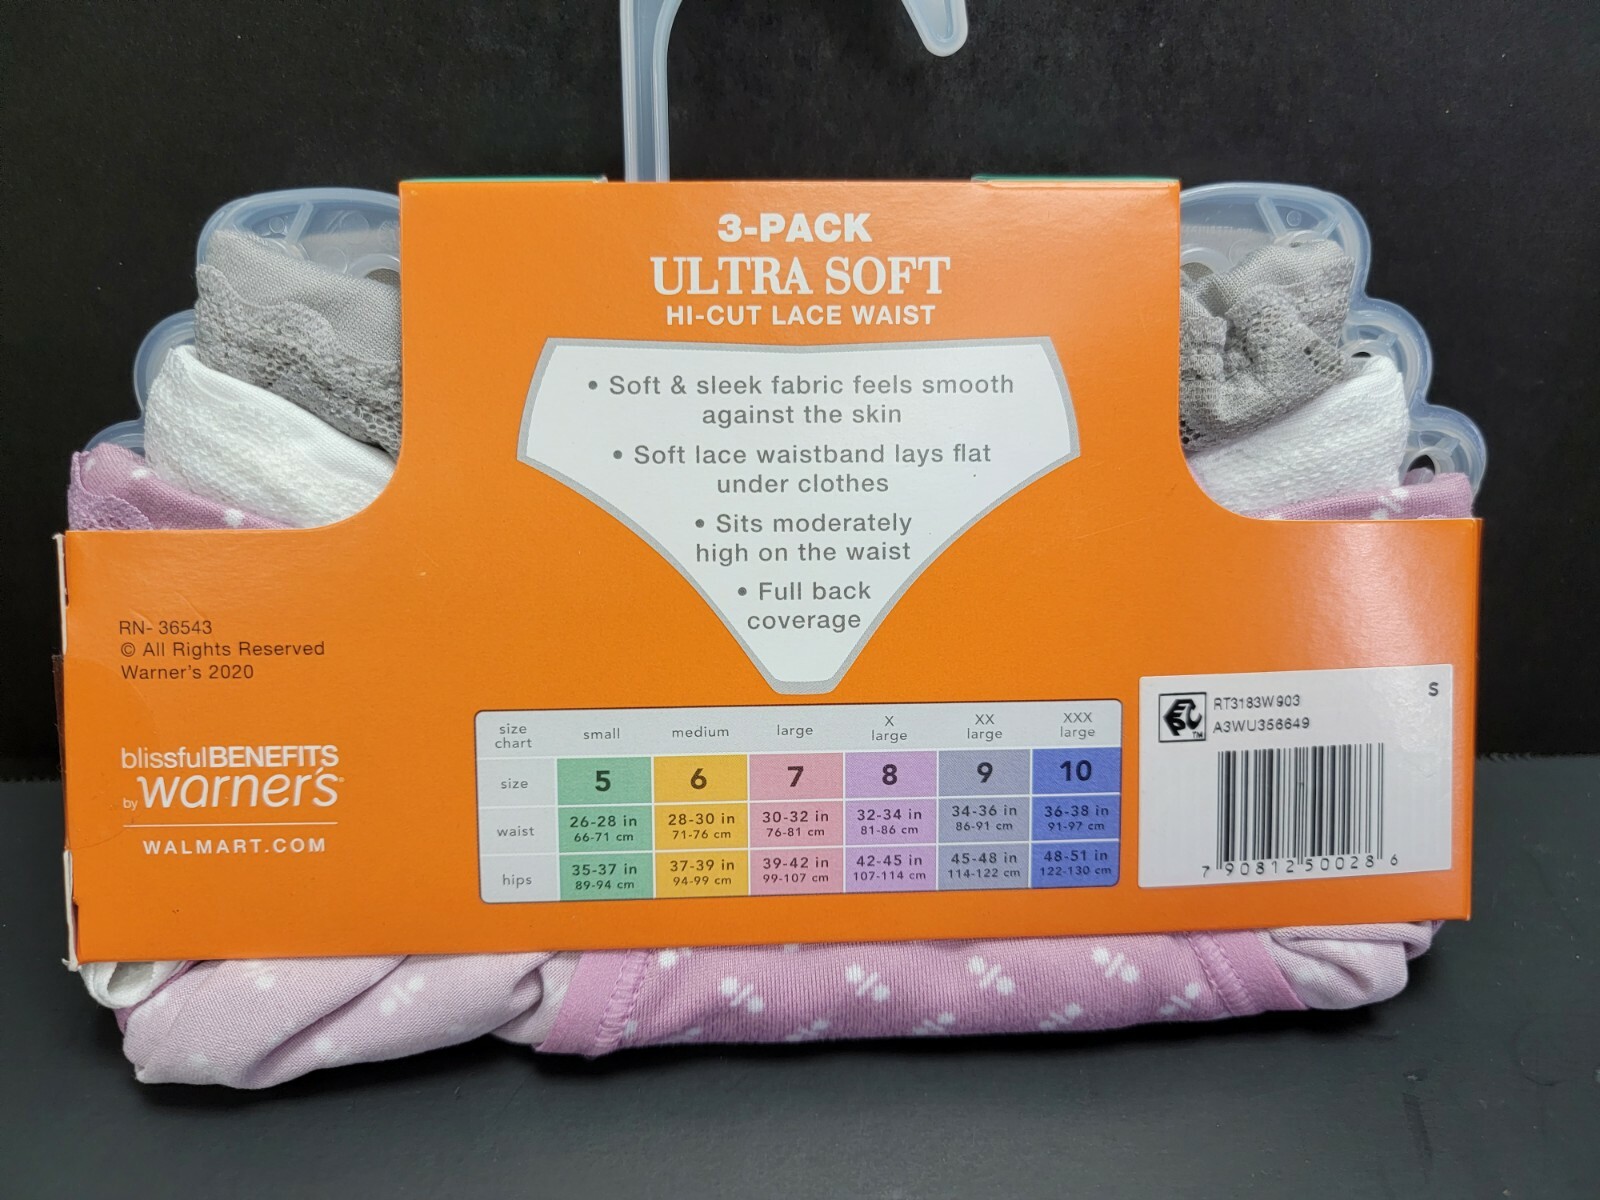 3-PACK
ULTRA SOFT
HI-CUT LACE WAIST
• Soft & sleek fabric feels smooth
against the skin
• Soft lace waistband lays flat
under clothes
• Sits moderately
high on the waist
• Full back
coverage
RN- 36543
© All Rights Reserved
Warner's 2020
blissfulBENEFITS
by warner's®
WALMART.COM
size chart small medium large X large XX large XXX large
size 5 6 7 8 9 10
waist 26-28 in 28-30 in 30-32 in 32-34 in 34-36 in 36-38 in
66-71 cm 71-76 cm 76-81 cm 81-86 cm 86-91 cm 91-97 cm
hips 35-37 in 37-39 in 39-42 in 42-45 in 45-48 in 48-51 in
89-94 cm 94-99 cm 99-107 cm 107-114 cm 114-122 cm 122-130 cm
S
RT3183W903
A3WU356649
TM
7 90812 50028 6